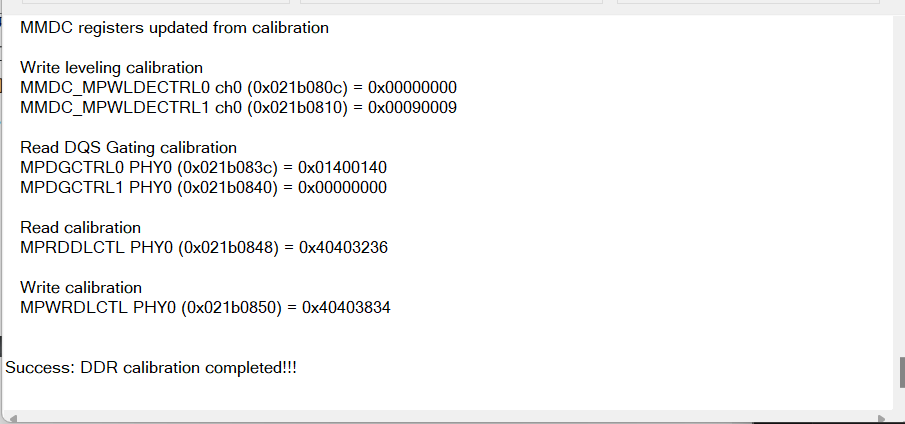 MMDC registers updated from calibration
Write leveling calibration
MMDC_MPWLDECTRL0 ch0 (0x021b080c) = 0x00000000
MMDC_MPWLDECTRL1 ch0 (0x021b0810) = 0x00090009
Read DQS Gating calibration
MPDGCTRL0 PHY0 (0x021b083c) = 0x01400140
MPDGCTRL1 PHY0 (0x021b0840) = 0x00000000
Read calibration
MPRDDLCTL PHY0 (0x021b0848) = 0x40403236
Write calibration
MPWRDLCTL PHY0 (0x021b0850) = 0x40403834
Success: DDR calibration completed!!!